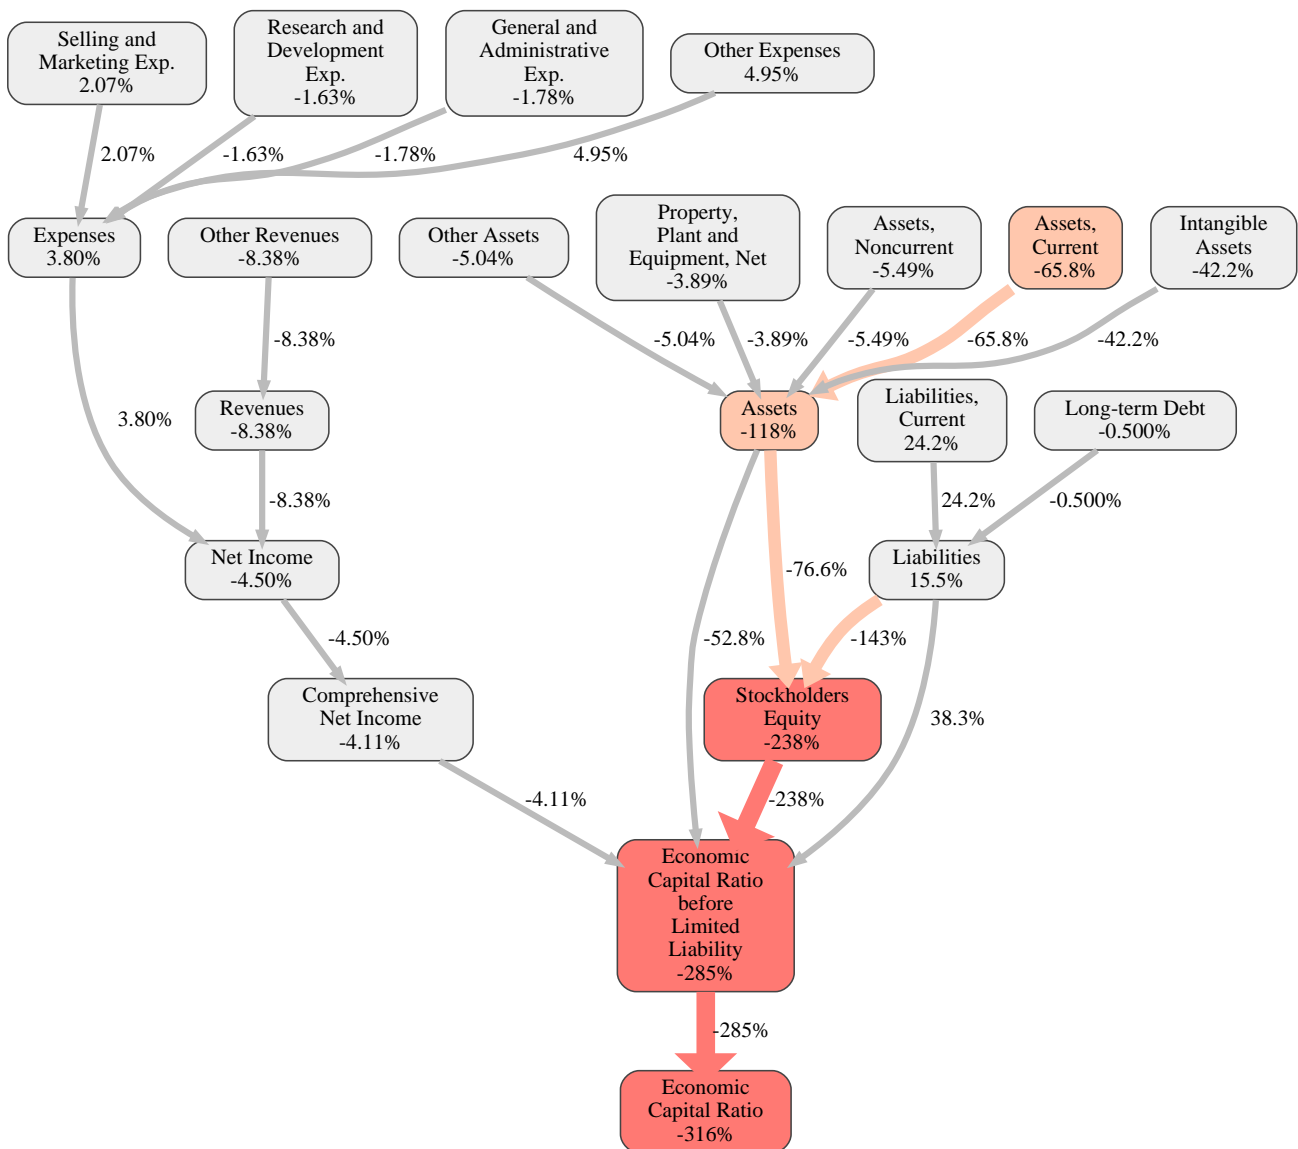 Selling and
Marketing Exp.
2.07%
Research and
Development
Exp.
-1.63%
General and
Administrative
Exp.
-1.78%
Other Expenses
4.95%
2.07%
-1.63%
-1.78%
4.95%
Expenses
3.80%
Other Revenues
-8.38%
Other Assets
-5.04%
Property,
Plant and
Equipment, Net
-3.89%
Assets,
Noncurrent
-5.49%
Assets,
Current
-65.8%
Intangible
Assets
-42.2%
-8.38%
-5.04%
-3.89%
-5.49%
-65.8%
-42.2%
3.80%
Revenues
-8.38%
Assets
-118%
Liabilities,
Current
24.2%
Long-term Debt
-0.500%
-8.38%
24.2%
-0.500%
Net Income
-4.50%
-76.6%
Liabilities
15.5%
-4.50%
-52.8%
-143%
Comprehensive
Net Income
-4.11%
Stockholders
Equity
-238%
38.3%
-4.11%
-238%
Economic
Capital Ratio
before
Limited
Liability
-285%
-285%
Economic
Capital Ratio
-316%